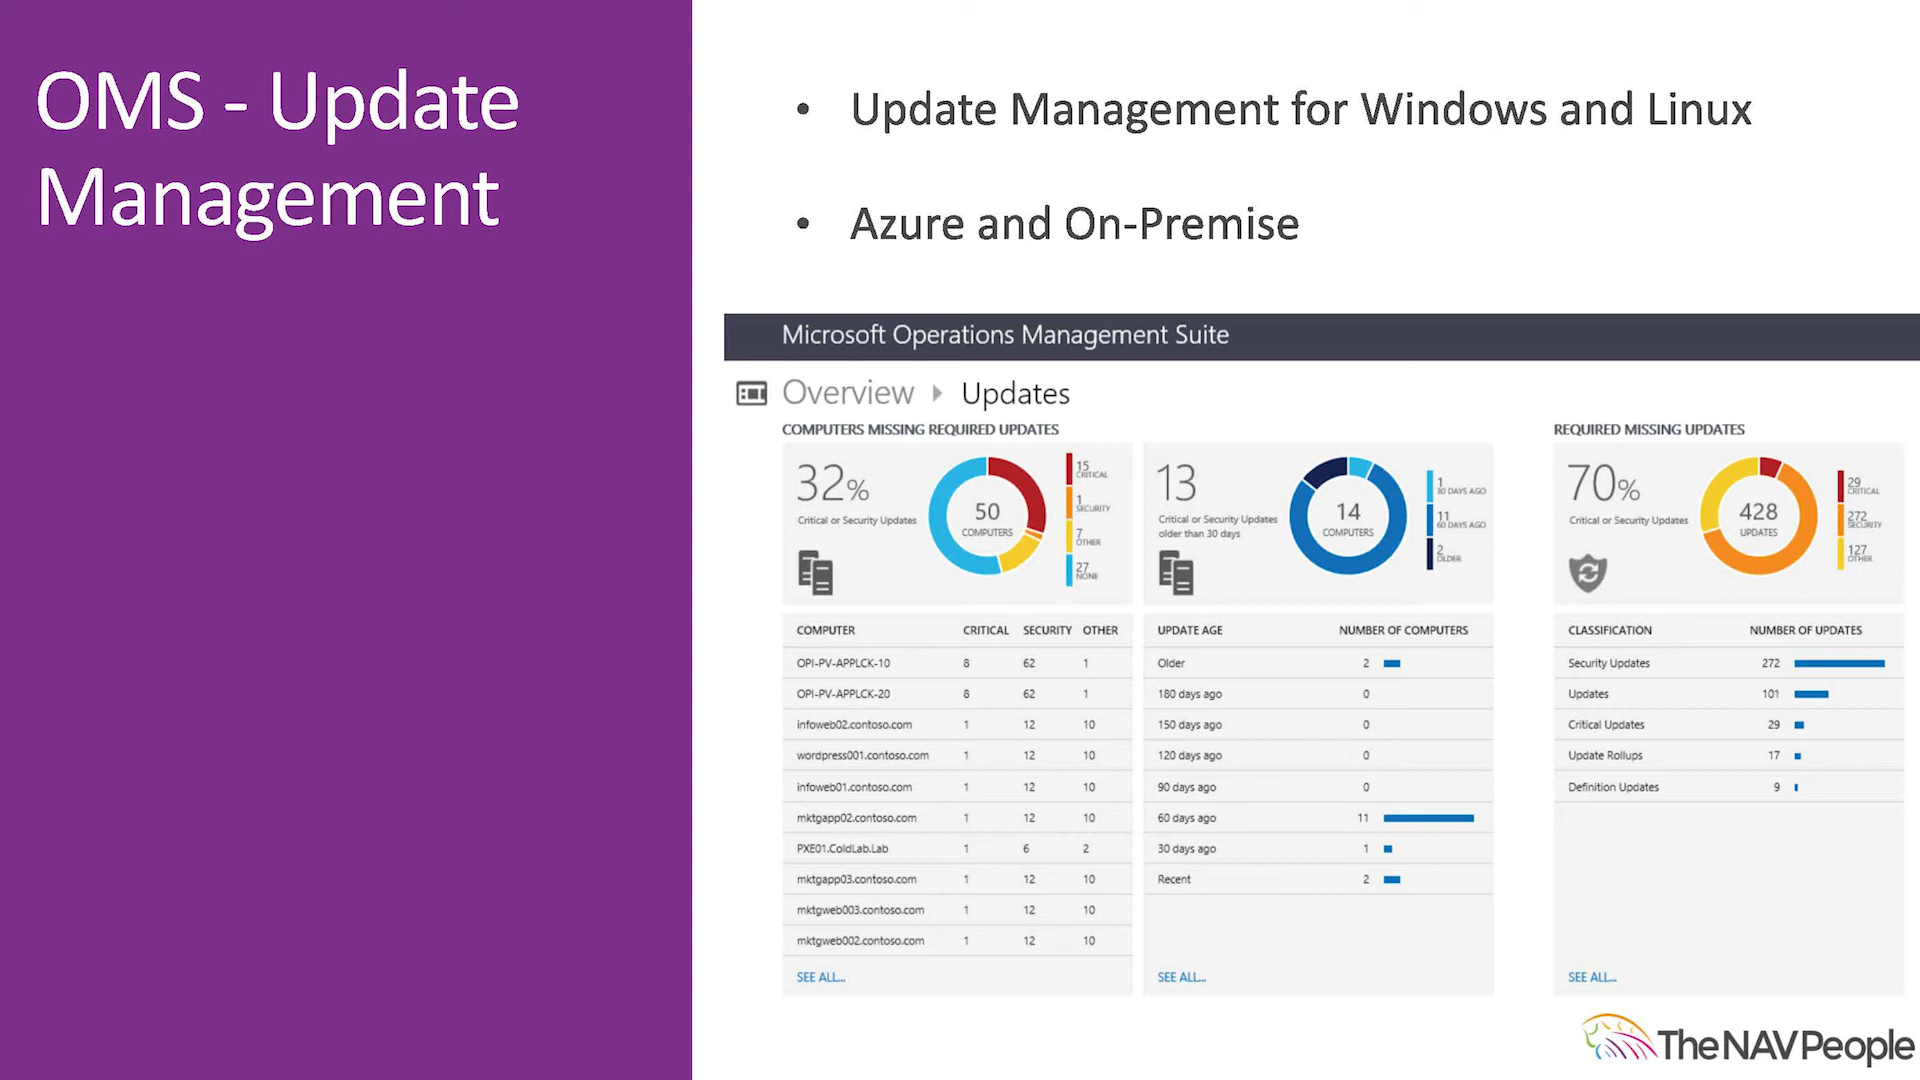 OMS - Update
Management
• Update Management for Windows and Linux
• Azure and On-Premise
Microsoft Operations Management Suite
Overview Updates
COMPUTERS MISSING REQUIRED UPDATES
32%
Critical or Security Updates
50
COMPUTERS
15
CRITICAL
1
SECURITY
7
OTHER
27
NONE
13
Critical or Security Updates
older than 30 days
14
COMPUTERS
1
30 DAYS AGO
11
60 DAYS AGO
2
OLDER
REQUIRED MISSING UPDATES
70%
Critical or Security Updates
428
UPDATES
29
CRITICAL
272
SECURITY
127
OTHER
COMPUTER CRITICAL SECURITY OTHER
OPI-PV-APPLCK-10 8 62 1
OPI-PV-APPLCK-20 8 62 1
infoweb02.contoso.com 1 12 10
wordpress001.contoso.com 1 12 10
infoweb01.contoso.com 1 12 10
mktgapp02.contoso.com 1 12 10
PXE01.ColdLab.Lab 1 6 2
mktgapp03.contoso.com 1 12 10
mktgweb003.contoso.com 1 12 10
mktgweb002.contoso.com 1 12 10
SEE ALL...
UPDATE AGE NUMBER OF COMPUTERS
Older 2
180 days ago 0
150 days ago 0
120 days ago 0
90 days ago 0
60 days ago 11
30 days ago 1
Recent 2
SEE ALL...
CLASSIFICATION NUMBER OF UPDATES
Security Updates 272
Updates 101
Critical Updates 29
Update Rollups 17
Definition Updates 9
SEE ALL...
TheNAVPeople